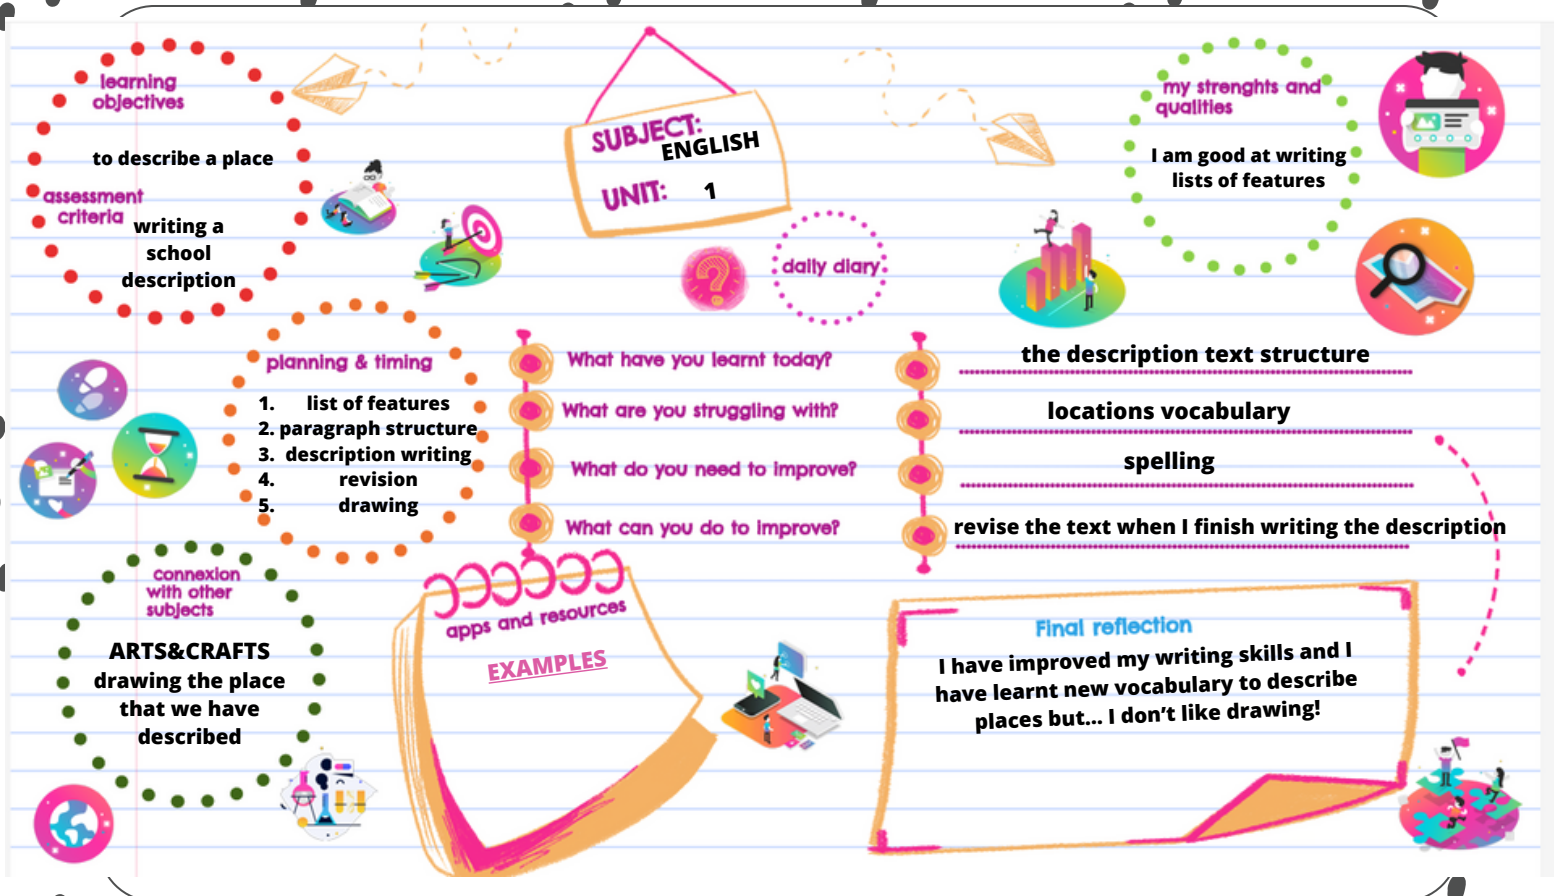 learning
objectives
to describe a place
assessment
criteria
writing a
school
description
SUBJECT:
ENGLISH
UNIT: 1
my strenghts and
qualities
I am good at writing
lists of features
daily diary
planning & timing
1. list of features
2. paragraph structure
3. description writing
4. revision
5. drawing
What have you learnt today?
the description text structure
What are you struggling with?
locations vocabulary
What do you need to improve?
spelling
What can you do to improve?
revise the text when I finish writing the description
connexion
with other
subjects
ARTS&CRAFTS
drawing the place
that we have
described
apps and resources
EXAMPLES
Final reflection
I have improved my writing skills and I
have learnt new vocabulary to describe
places but... I don't like drawing!